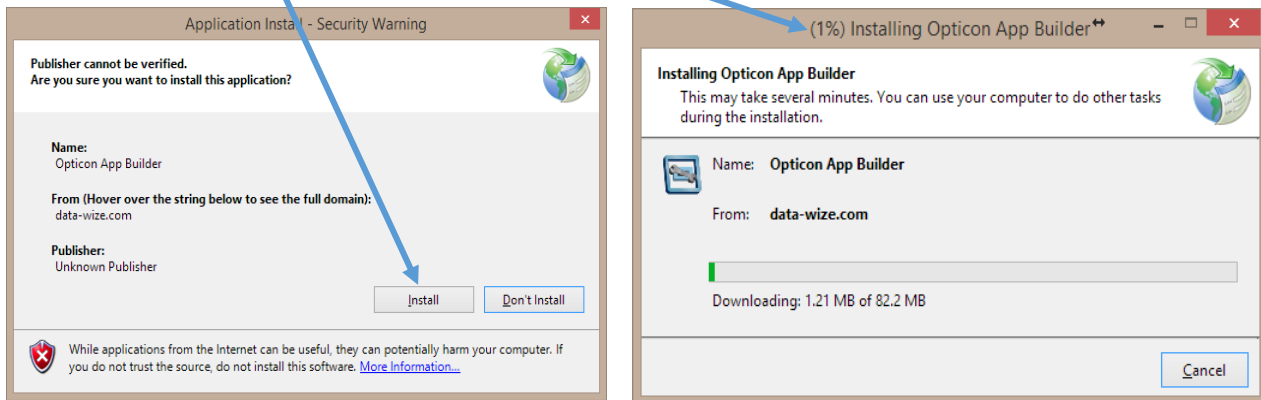 Application Install - Security Warning
Publisher cannot be verified.
Are you sure you want to install this application?
Name:
Opticon App Builder
From (Hover over the string below to see the full domain):
data-wize.com
Publisher:
Unknown Publisher
Install
Don't Install
While applications from the Internet can be useful, they can potentially harm your computer. If
you do not trust the source, do not install this software. More Information...
(1%) Installing Opticon App Builder
Installing Opticon App Builder
This may take several minutes. You can use your computer to do other tasks
during the installation.
Name: Opticon App Builder
From: data-wize.com
Downloading: 1.21 MB of 82.2 MB
Cancel